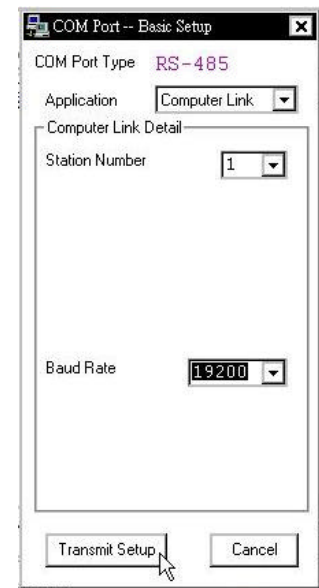 COM Port -- Basic Setup
COM Port Type RS-485
Application Computer Link
Computer Link Detail
Station Number 1
Baud Rate 19200
Transmit Setup Cancel